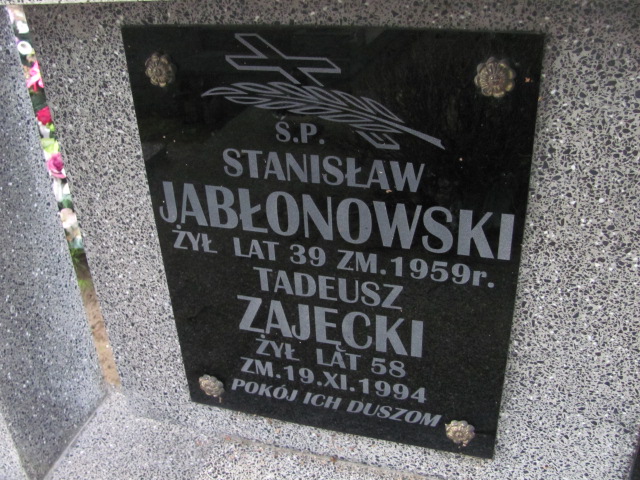 Ś.P.
STANISŁAW
JABŁONOWSKI
ŻYŁ LAT 39 ZM.1959r.
TADEUSZ
ZAJĘCKI
ŻYŁ LAT 58
ZM.19.XI.1994
POKÓJ ICH DUSZOM